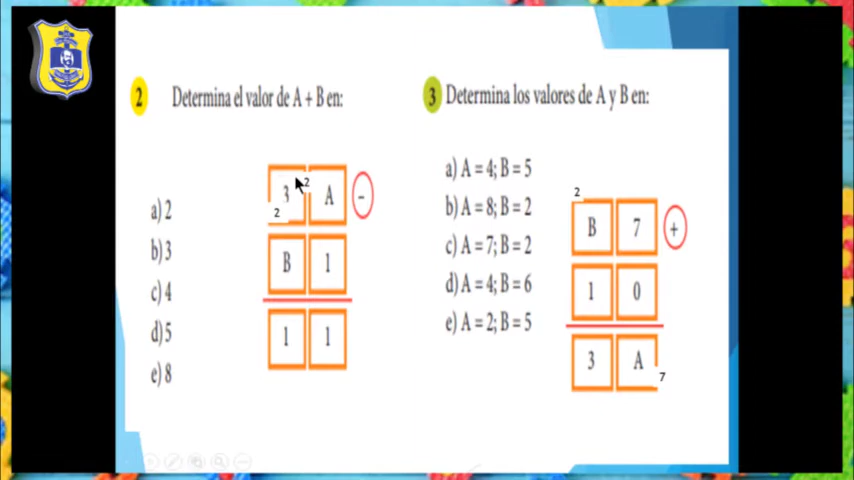 2 Determina el valor de A + B en:
a) 2
b) 3
c) 4
d) 5
e) 8
3 2 A −
2
B 1
1 1
3 Determina los valores de A y B en:
a) A = 4; B = 5
b) A = 8; B = 2
c) A = 7; B = 2
d) A = 4; B = 6
e) A = 2; B = 5
2
B 7 +
1 0
3 A
7